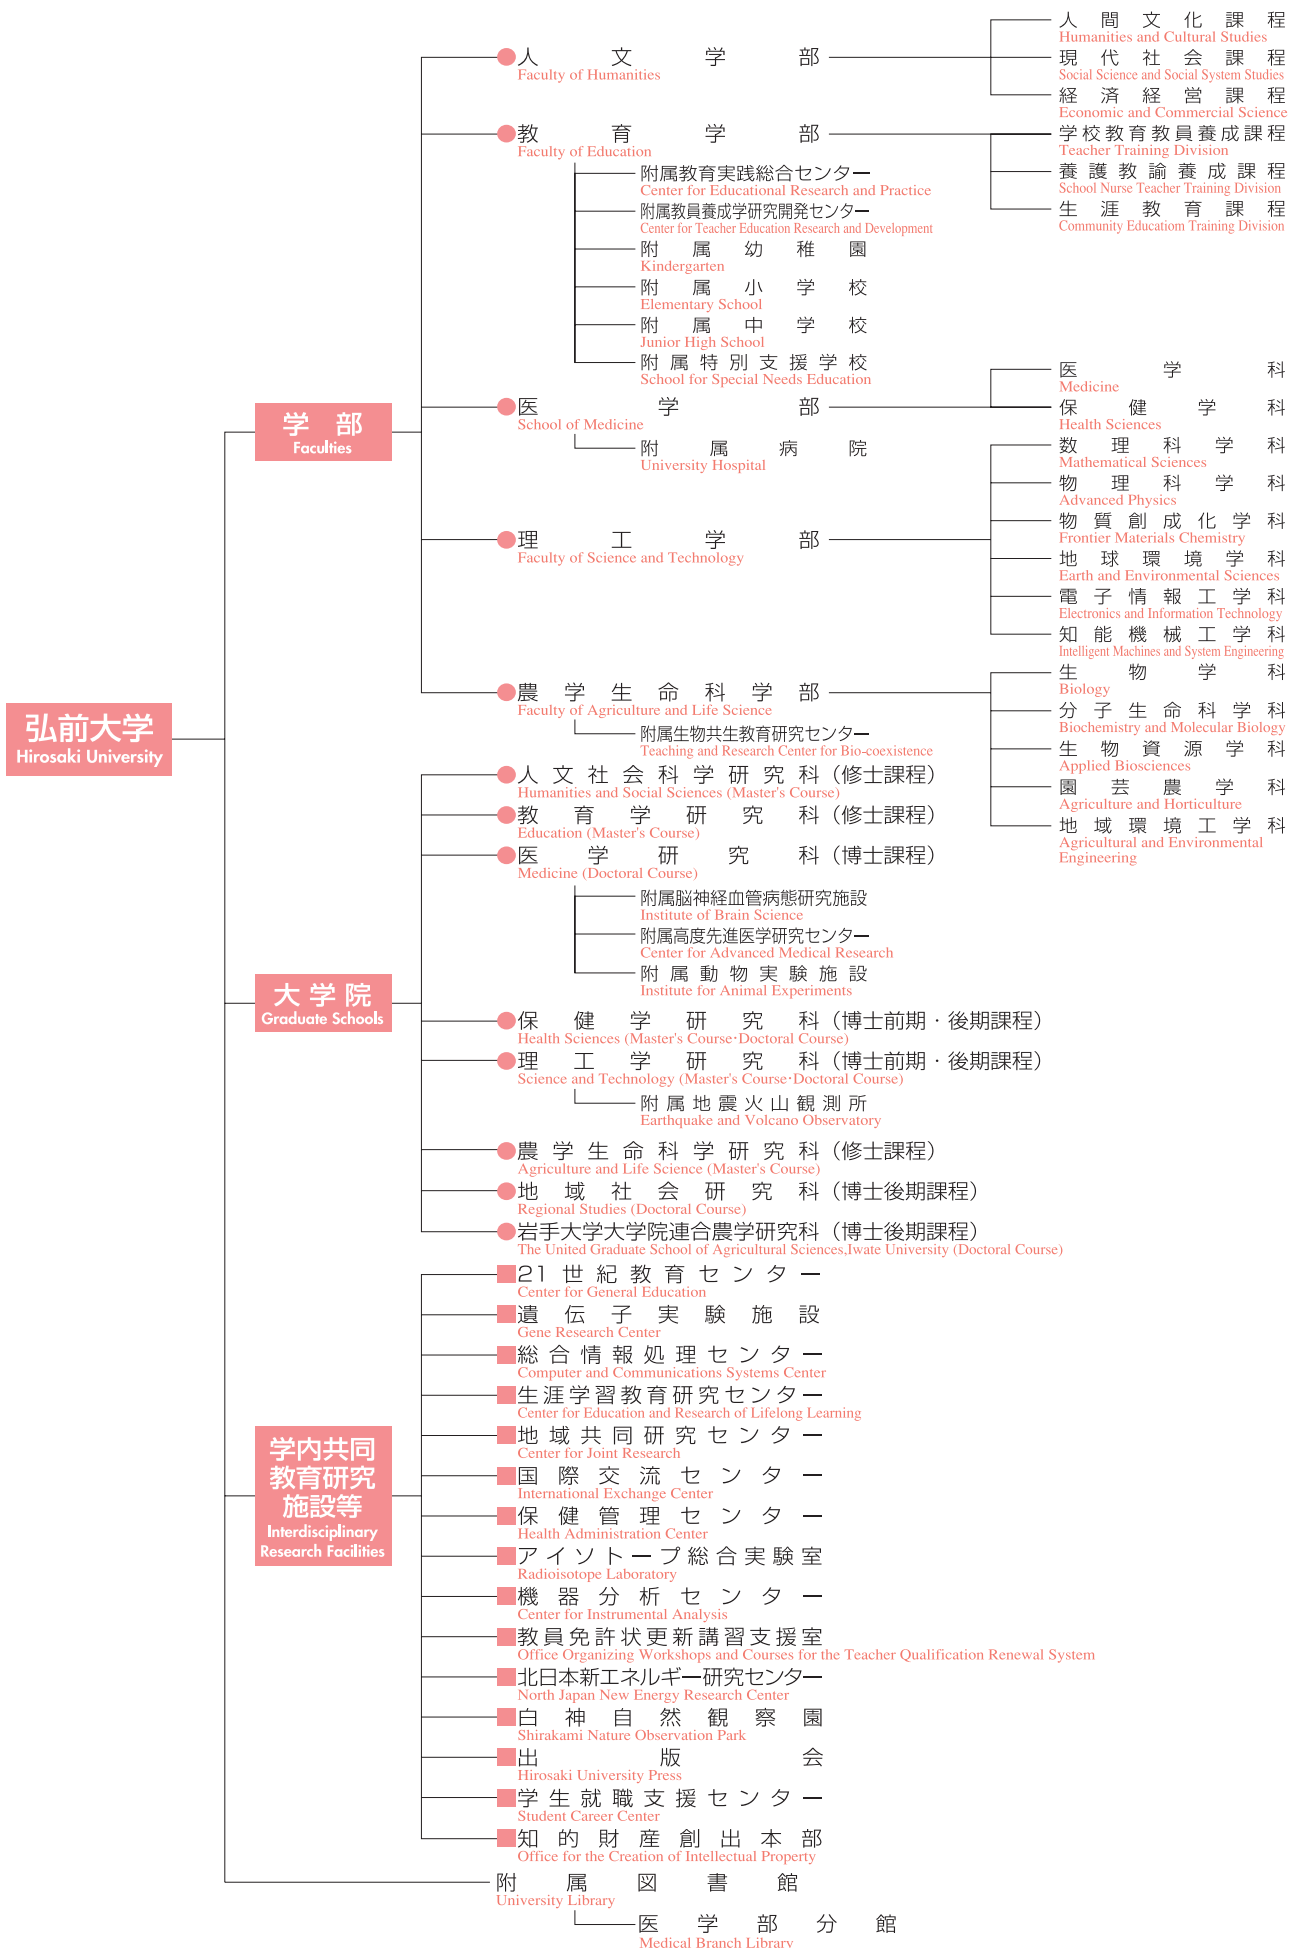 弘前大学
Hirosaki University
学部
Faculties
人文学部
Faculty of Humanities
人間文化課程
Humanities and Cultural Studies
現代社会課程
Social Science and Social System Studies
経済経営課程
Economic and Commercial Science
教育学部
Faculty of Education
学校教育教員養成課程
Teacher Training Division
養護教諭養成課程
School Nurse Teacher Training Division
生涯教育課程
Community Educatiom Training Division
附属教育実践総合センター
Center for Educational Research and Practice
附属教員養成学研究開発センター
Center for Teacher Education Research and Development
附属幼稚園
Kindergarten
附属小学校
Elementary School
附属中学校
Junior High School
附属特別支援学校
School for Special Needs Education
医学部
School of Medicine
医学科
Medicine
保健学科
Health Sciences
附属病院
University Hospital
理工学部
Faculty of Science and Technology
数理科学科
Mathematical Sciences
物理科学科
Advanced Physics
物質創成化学科
Frontier Materials Chemistry
地球環境学科
Earth and Environmental Sciences
電子情報工学科
Electronics and Information Technology
知能機械工学科
Intelligent Machines and System Engineering
農学生命科学部
Faculty of Agriculture and Life Science
生物学科
Biology
分子生命科学科
Biochemistry and Molecular Biology
生物資源学科
Applied Biosciences
園芸農学科
Agriculture and Horticulture
地域環境工学科
Agricultural and Environmental
Engineering
附属生物共生教育研究センター
Teaching and Research Center for Bio-coexistence
大学院
Graduate Schools
人文社会科学研究科（修士課程）
Humanities and Social Sciences (Master's Course)
教育学研究科（修士課程）
Education (Master's Course)
医学研究科（博士課程）
Medicine (Doctoral Course)
附属脳神経血管病態研究施設
Institute of Brain Science
附属高度先進医学研究センター
Center for Advanced Medical Research
附属動物実験施設
Institute for Animal Experiments
保健学研究科（博士前期・後期課程）
Health Sciences (Master's Course·Doctoral Course)
理工学研究科（博士前期・後期課程）
Science and Technology (Master's Course·Doctoral Course)
附属地震火山観測所
Earthquake and Volcano Observatory
農学生命科学研究科（修士課程）
Agriculture and Life Science (Master's Course)
地域社会研究科（博士後期課程）
Regional Studies (Doctoral Course)
岩手大学大学院連合農学研究科（博士後期課程）
The United Graduate School of Agricultural Sciences,Iwate University (Doctoral Course)
学内共同
教育研究
施設等
Interdisciplinary
Research Facilities
21世紀教育センター
Center for General Education
遺伝子実験施設
Gene Research Center
総合情報処理センター
Computer and Communications Systems Center
生涯学習教育研究センター
Center for Education and Research of Lifelong Learning
地域共同研究センター
Center for Joint Research
国際交流センター
International Exchange Center
保健管理センター
Health Administration Center
アイソトープ総合実験室
Radioisotope Laboratory
機器分析センター
Center for Instrumental Analysis
教員免許状更新講習支援室
Office Organizing Workshops and Courses for the Teacher Qualification Renewal System
北日本新エネルギー研究センター
North Japan New Energy Research Center
白神自然観察園
Shirakami Nature Observation Park
出版会
Hirosaki University Press
学生就職支援センター
Student Career Center
知的財産創出本部
Office for the Creation of Intellectual Property
附属図書館
University Library
医学部分館
Medical Branch Library